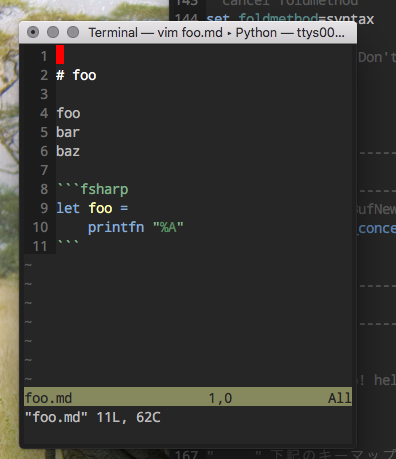 143 " cancel foldmethod
144 set foldmethod=syntax
Terminal — vim foo.md ▸ Python — ttys00...
Don't
1
2 # foo
3
4 foo
5 bar
6 baz
7
8 ```fsharp
9 let foo =
10 printfn "%A"
11 ```
~
~
~
~
~
~
~
foo.md 1,0 All
"foo.md" 11L, 62C
BufNew
conce
! hel
167 " " 下記のキーマップ